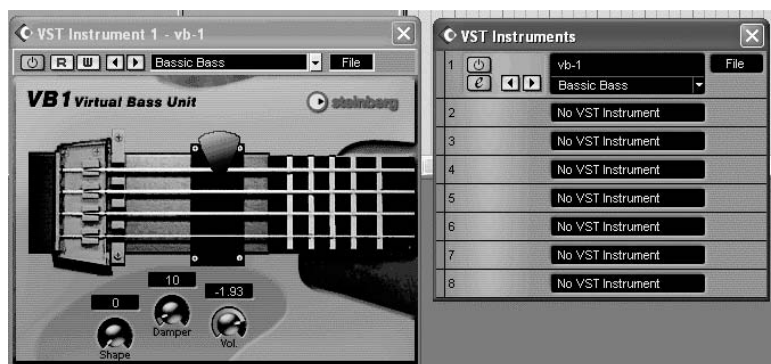 VST Instrument 1 - vb-1
R W Bassic Bass File
VB1 Virtual Bass Unit
steinberg
10
0
-1.93
Damper
Vol.
Shape
VST Instruments
1 vb-1 File
e Bassic Bass
2 No VST Instrument
3 No VST Instrument
4 No VST Instrument
5 No VST Instrument
6 No VST Instrument
7 No VST Instrument
8 No VST Instrument